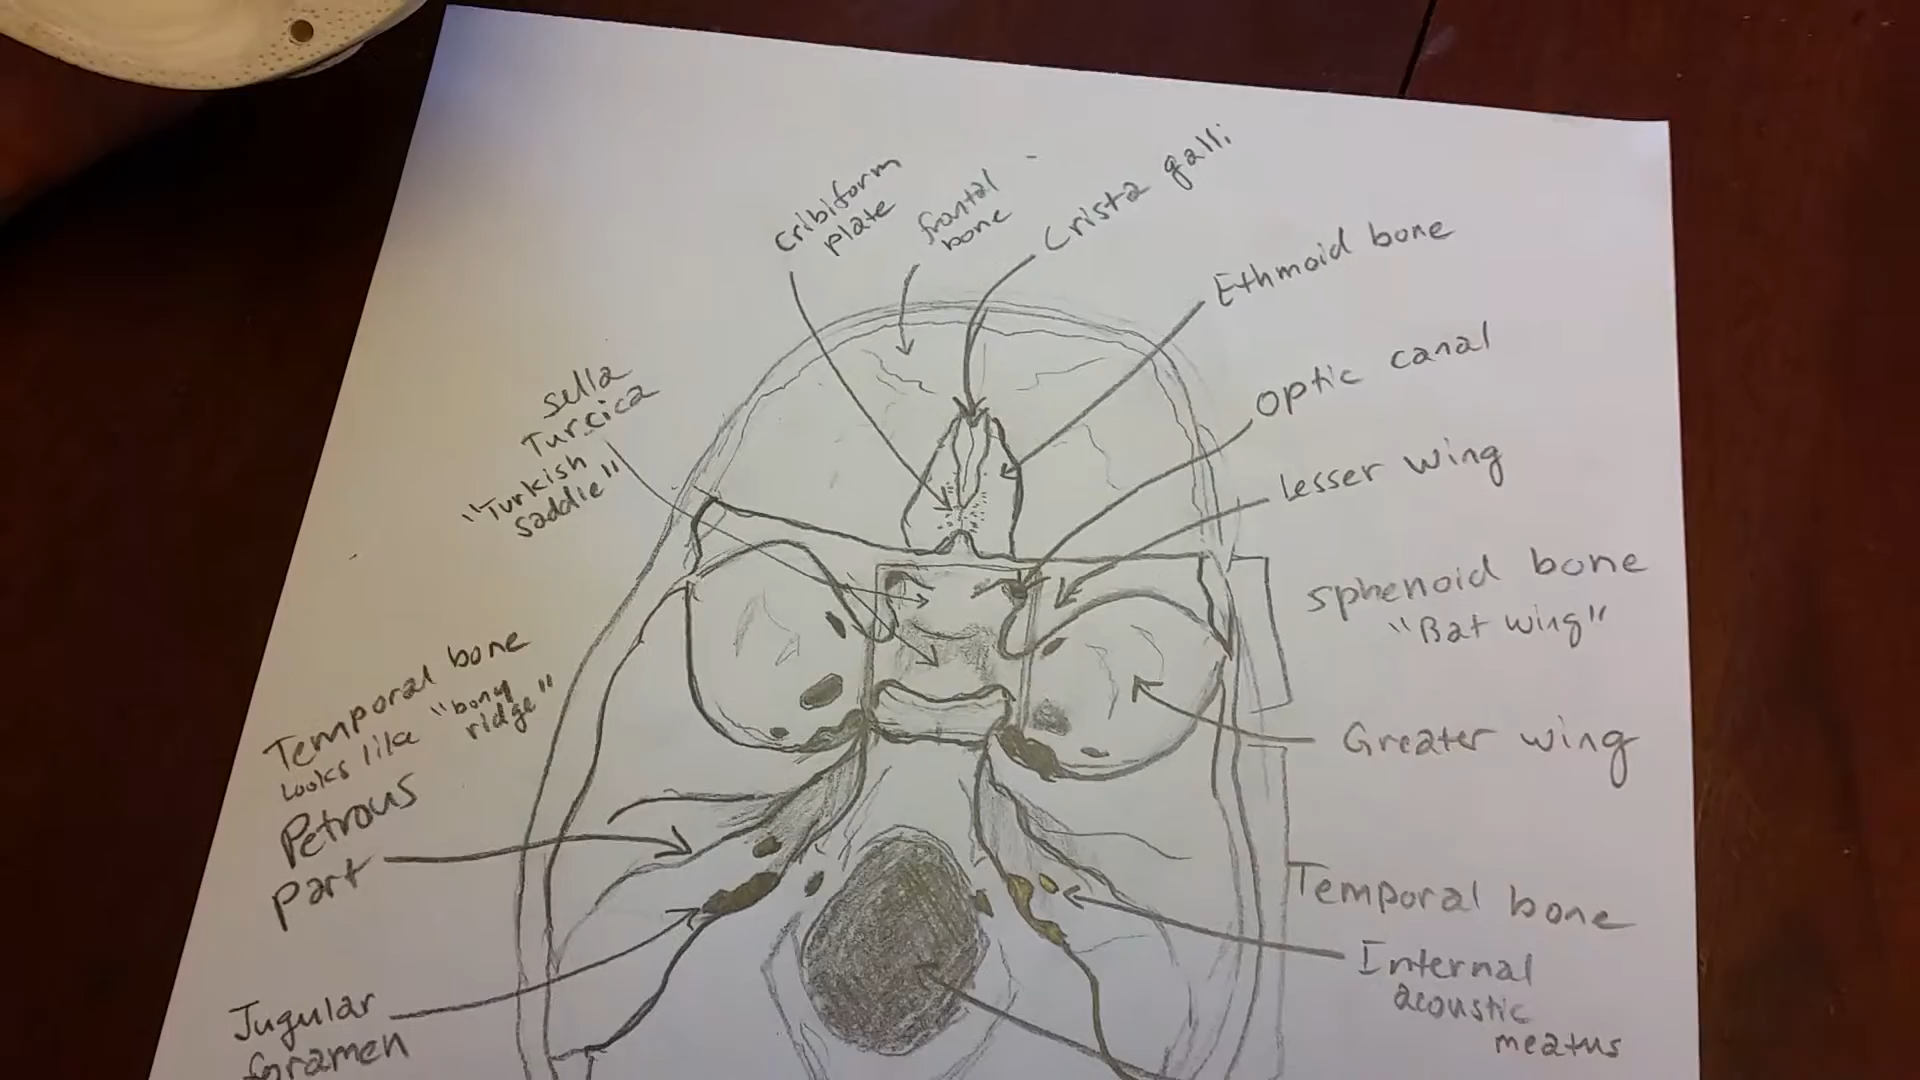 cribiform
plate
frontal
bone
Crista galli
Ethmoid bone
optic canal
lesser wing
sphenoid bone
"Bat wing"
Greater wing
Temporal bone
Internal
acoustic
meatus
sella
Turcica
"Turkish
saddle"
Temporal bone
Looks like "bony
ridge"
Petrous
part
Jugular
foramen